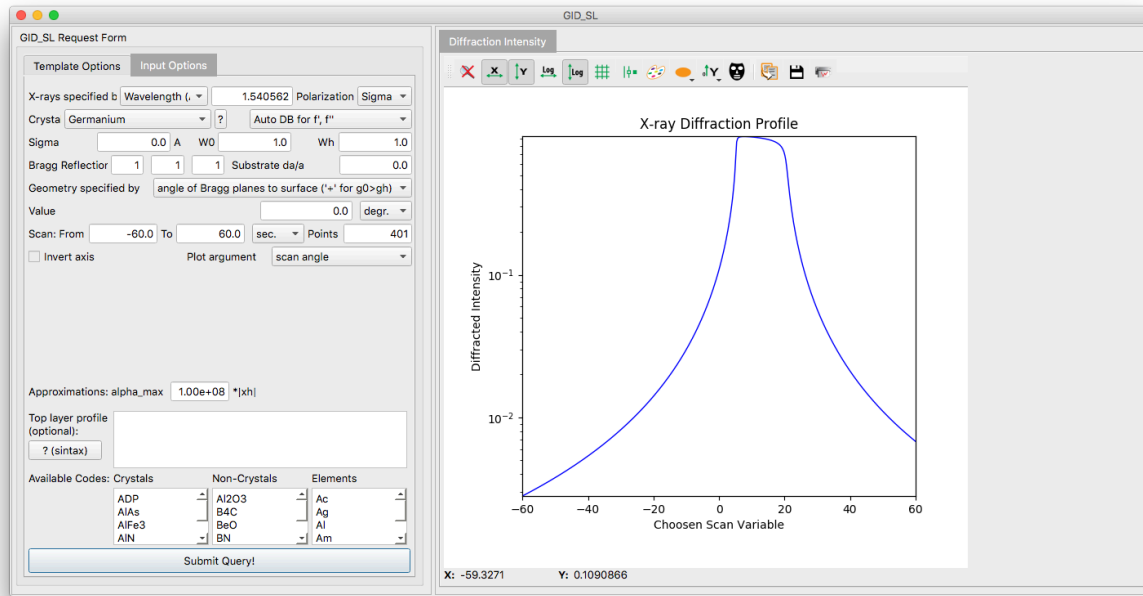 GID_SL
GID_SL Request Form
Template Options Input Options
X-rays specified b Wavelength (, 1.540562 Polarization Sigma
Crysta Germanium ? Auto DB for f', f''
Sigma 0.0 A W0 1.0 Wh 1.0
Bragg Reflectior 1 1 1 Substrate da/a 0.0
Geometry specified by angle of Bragg planes to surface ('+' for g0>gh)
Value 0.0 degr.
Scan: From -60.0 To 60.0 sec. Points 401
Invert axis Plot argument scan angle
Approximations: alpha_max 1.00e+08 *|xh|
Top layer profile
(optional):
? (sintax)
Available Codes: Crystals Non-Crystals Elements
ADP Al2O3 Ac
AlAs B4C Ag
AlFe3 BeO Al
AlN BN Am
Submit Query!
Diffraction Intensity
X Y Log Log Y
X-ray Diffraction Profile
Diffracted Intensity
10⁻¹
10⁻²
−60 −40 −20 0 20 40 60
Choosen Scan Variable
X: -59.3271 Y: 0.1090866